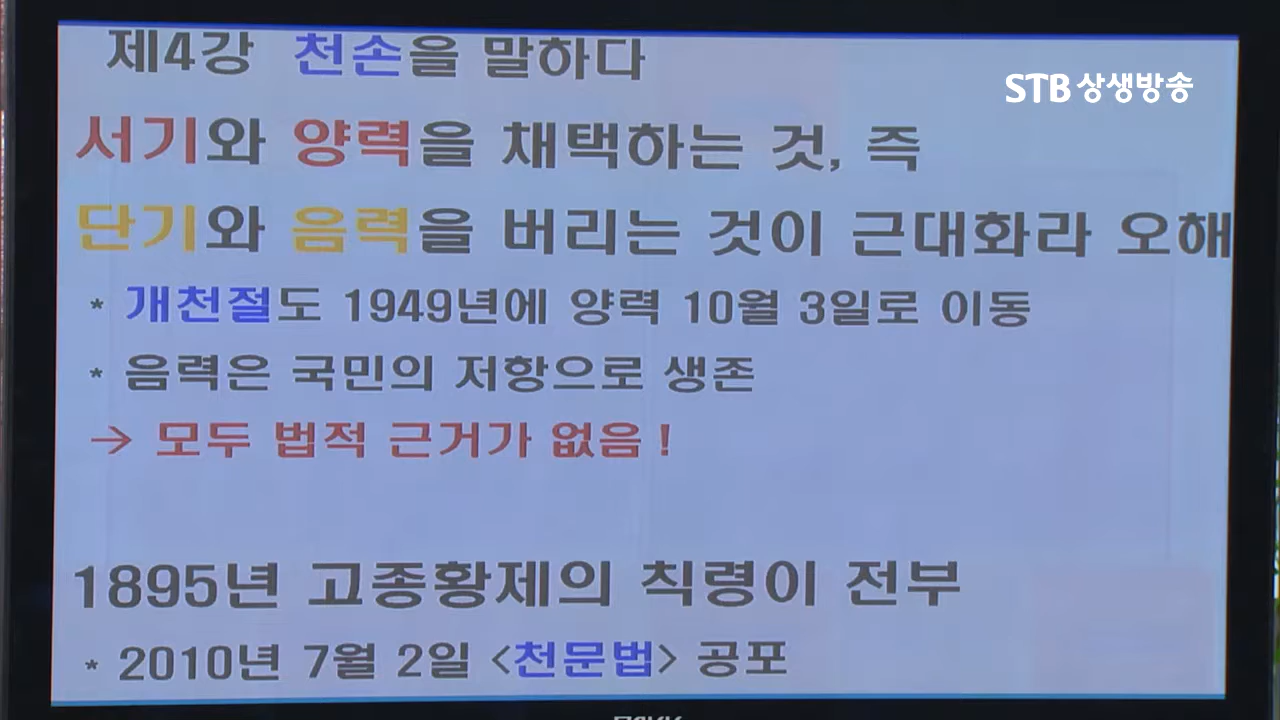 제4강 천손을 말하다
STB 상생방송
서기와 양력을 채택하는 것, 즉
단기와 음력을 버리는 것이 근대화라 오해
* 개천절도 1949년에 양력 10월 3일로 이동
* 음력은 국민의 저항으로 생존
→ 모두 법적 근거가 없음!
1895년 고종황제의 칙령이 전부
* 2010년 7월 2일 <천문법> 공포